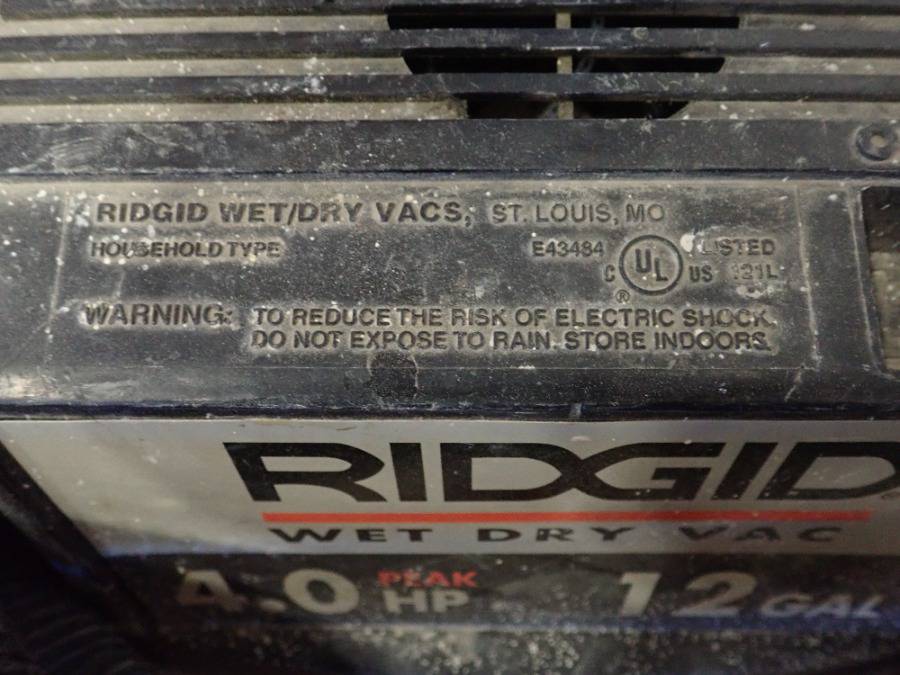 RIDGID WET/DRY VACS, ST. LOUIS, MO
HOUSEHOLD TYPE E43484 C UL US LISTED 121L
®
WARNING: TO REDUCE THE RISK OF ELECTRIC SHOCK.
DO NOT EXPOSE TO RAIN. STORE INDOORS.
RIDGID
WET DRY VAC
4.0 PEAK HP 12 GAL